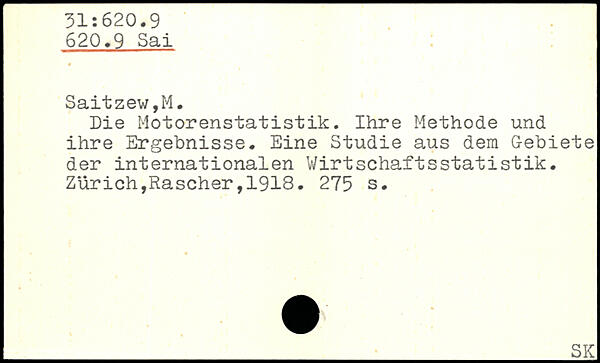 31:620.9
620.9 Sai
Saitzew,M.
Die Motorenstatistik. Ihre Methode und
ihre Ergebnisse. Eine Studie aus dem Gebiete
der internationalen Wirtschaftsstatistik.
Zürich,Rascher,1918. 275 s.
SK